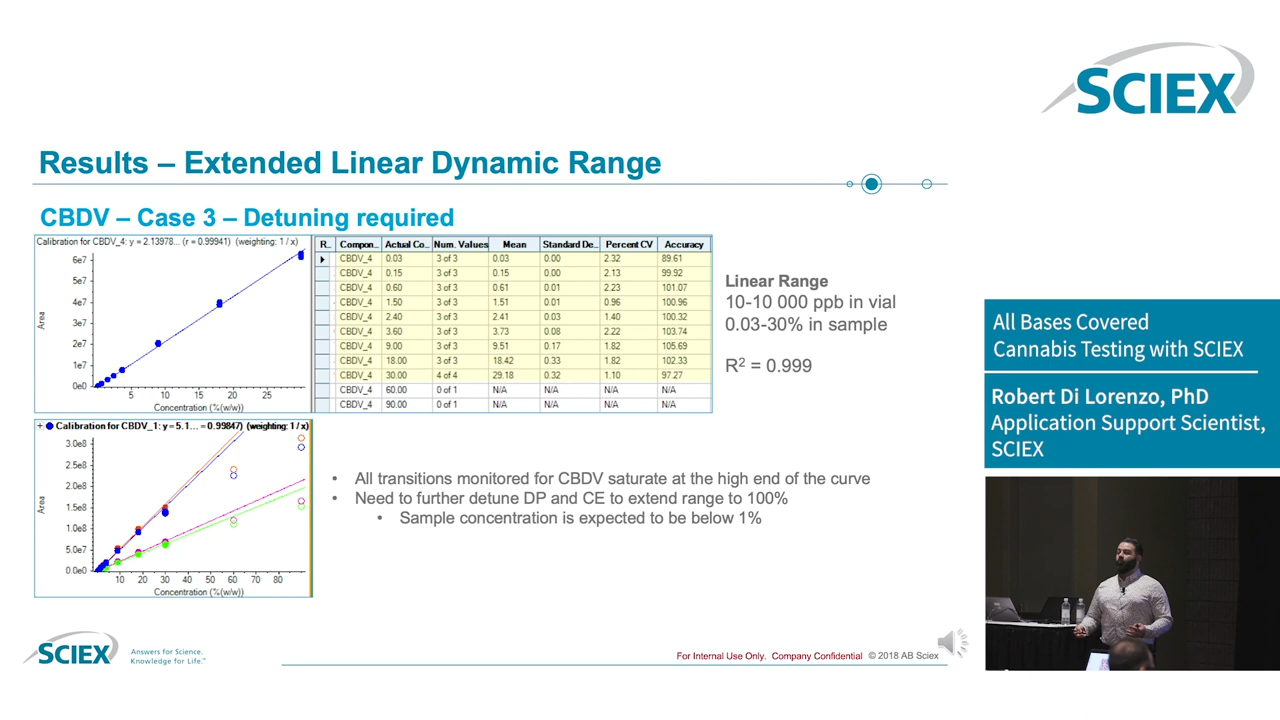 SCIEX
Results – Extended Linear Dynamic Range
CBDV – Case 3 – Detuning required
Calibration for CBDV_4: y = 2.13978... (r = 0.99941) (weighting: 1 / x)
6e7
5e7
4e7
3e7
2e7
1e7
0e0
Area
5 10 15 20 25
Concentration (%(w/w))
R.. Compon... Actual Co... Num. Values Mean Standard De... Percent CV Accuracy
CBDV_4 0.03 3 of 3 0.03 0.00 2.32 89.61
CBDV_4 0.15 3 of 3 0.15 0.00 2.13 99.92
CBDV_4 0.60 3 of 3 0.61 0.01 2.23 101.07
CBDV_4 1.50 3 of 3 1.51 0.01 0.96 100.96
CBDV_4 2.40 3 of 3 2.41 0.03 1.40 100.32
CBDV_4 3.60 3 of 3 3.73 0.08 2.22 103.74
CBDV_4 9.00 3 of 3 9.51 0.17 1.82 105.69
CBDV_4 18.00 3 of 3 18.42 0.33 1.82 102.33
CBDV_4 30.00 4 of 4 29.18 0.32 1.10 97.27
CBDV_4 60.00 0 of 1 N/A N/A N/A N/A
CBDV_4 90.00 0 of 1 N/A N/A N/A N/A
Linear Range
10-10 000 ppb in vial
0.03-30% in sample
R² = 0.999
Calibration for CBDV_1: y = 5.1... = 0.99847) (weighting: 1 / x)
3.0e8
2.5e8
2.0e8
1.5e8
1.0e8
5.0e7
0.0e0
Area
10 20 30 40 50 60 70 80
Concentration (%(w/w))
• All transitions monitored for CBDV saturate at the high end of the curve
• Need to further detune DP and CE to extend range to 100%
• Sample concentration is expected to be below 1%
All Bases Covered
Cannabis Testing with SCIEX
Robert Di Lorenzo, PhD
Application Support Scientist,
SCIEX
SCIEX
Answers for Science.
Knowledge for Life.™
For Internal Use Only. Company Confidential © 2018 AB Sciex